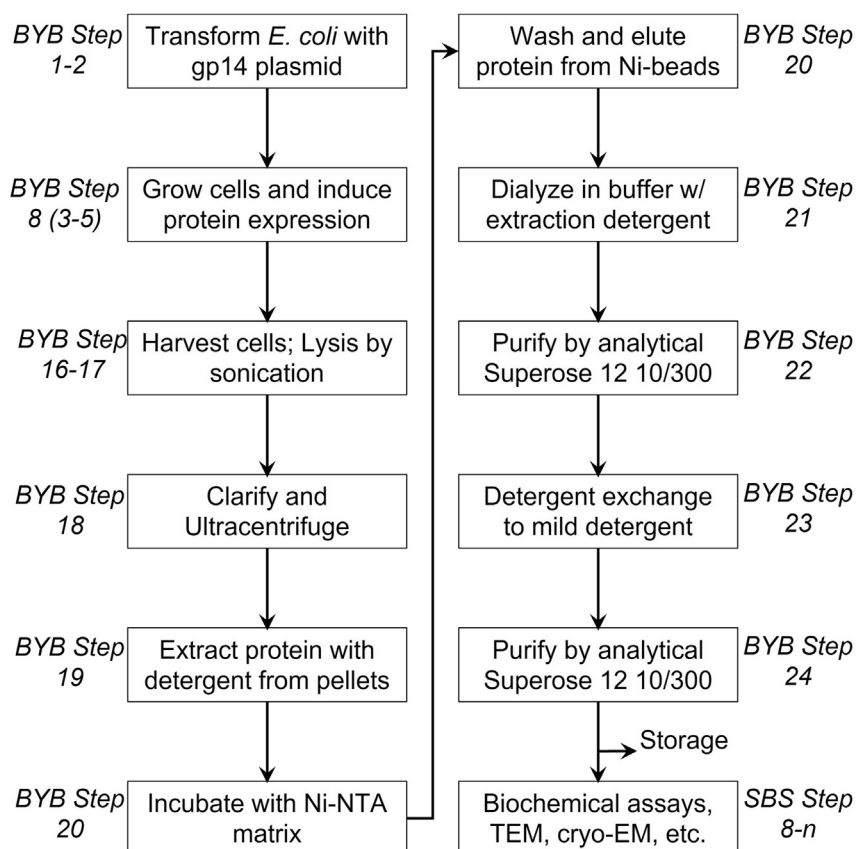 BYB Step
1-2
Transform E. coli with
gp14 plasmid
BYB Step
8 (3-5)
Grow cells and induce
protein expression
BYB Step
16-17
Harvest cells; Lysis by
sonication
BYB Step
18
Clarify and
Ultracentrifuge
BYB Step
19
Extract protein with
detergent from pellets
BYB Step
20
Incubate with Ni-NTA
matrix
Wash and elute
protein from Ni-beads
BYB Step
20
Dialyze in buffer w/
extraction detergent
BYB Step
21
Purify by analytical
Superose 12 10/300
BYB Step
22
Detergent exchange
to mild detergent
BYB Step
23
Purify by analytical
Superose 12 10/300
BYB Step
24
Storage
Biochemical assays,
TEM, cryo-EM, etc.
SBS Step
8-n